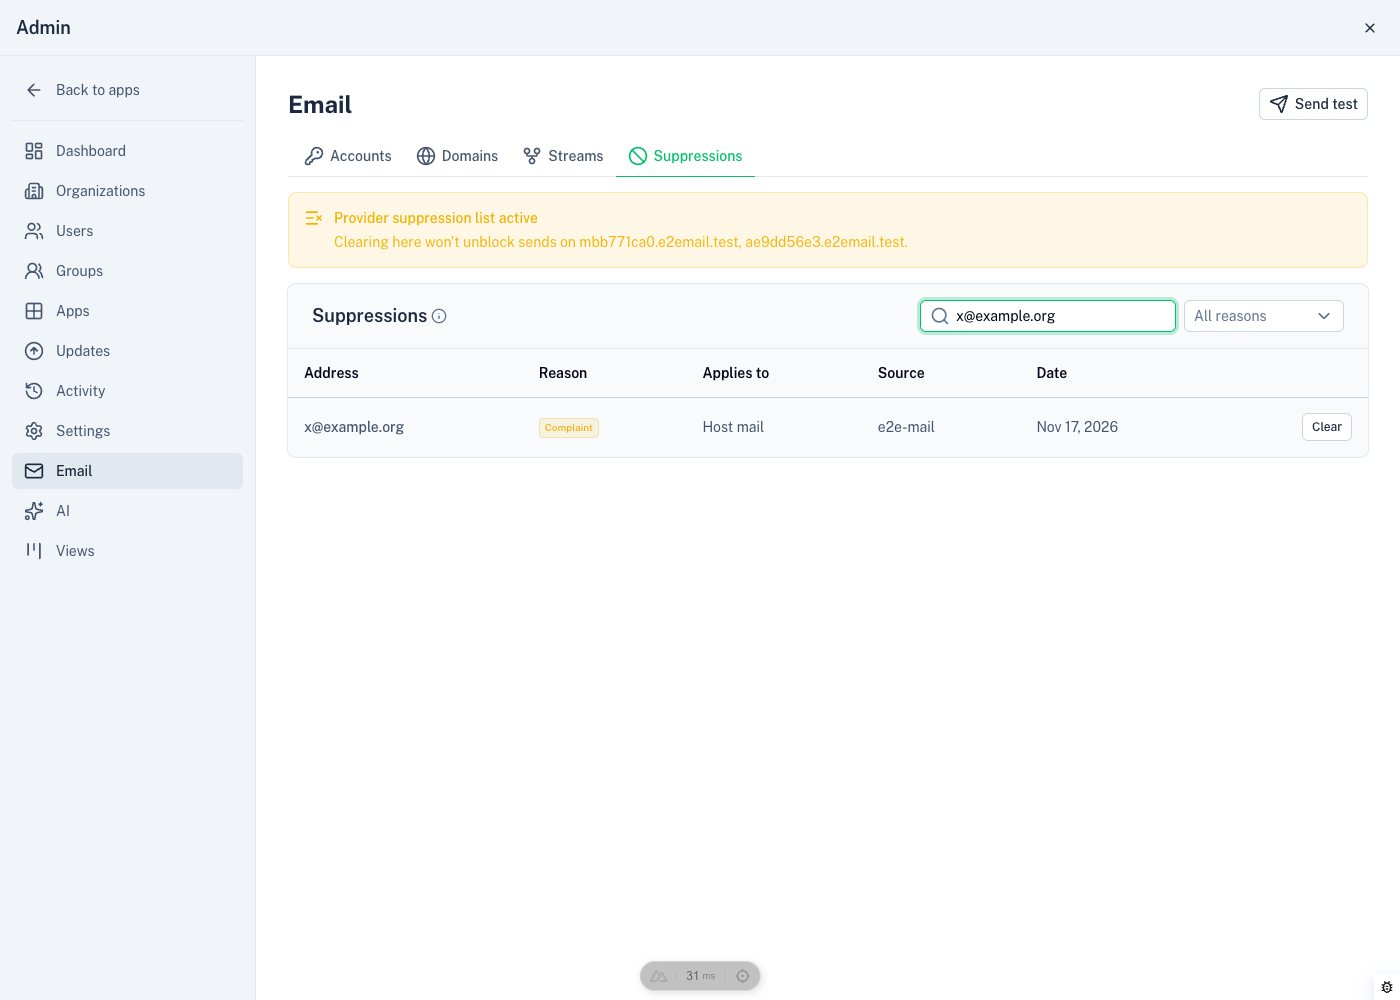 Admin
Back to apps
Dashboard
Organizations
Users
Groups
Apps
Updates
Activity
Settings
Email
AI
Views
Email
Send test
Accounts
Domains
Streams
Suppressions
Provider suppression list active
Clearing here won't unblock sends on mbb771ca0.e2email.test, ae9dd56e3.e2email.test.
Suppressions
x@example.org
All reasons
Address Reason Applies to Source Date
x@example.org Complaint Host mail e2e-mail Nov 17, 2026 Clear
31 ms